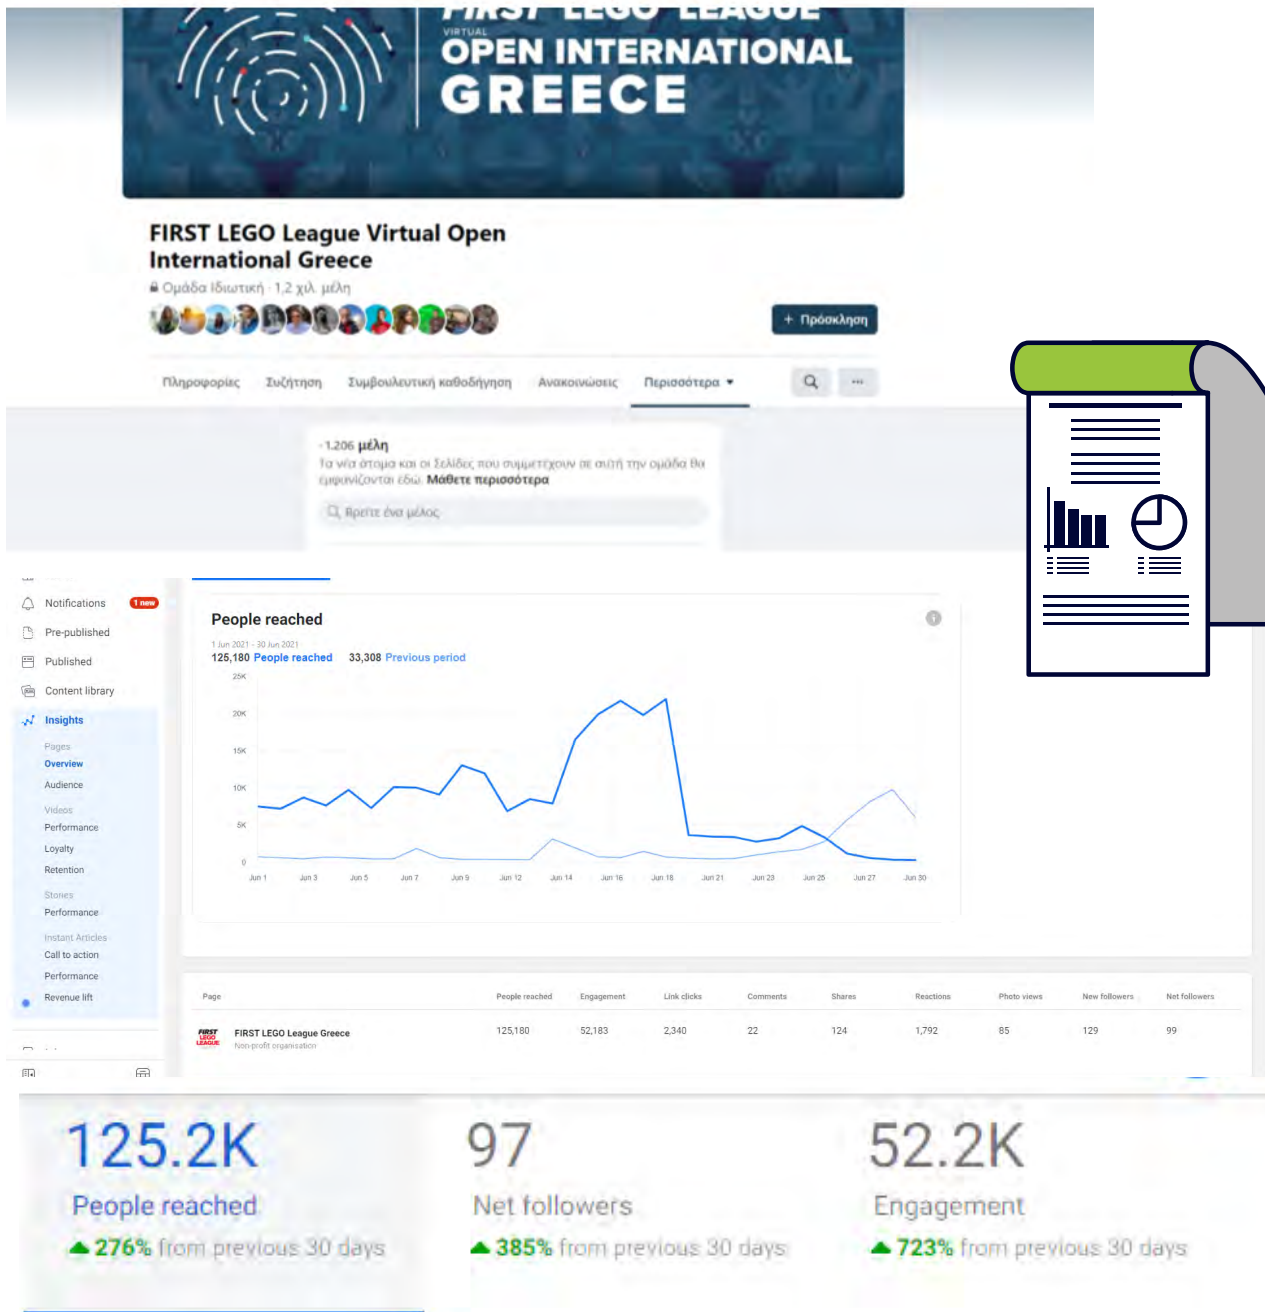 FIRST LEGO LEAGUE
VIRTUAL
OPEN INTERNATIONAL
GREECE
FIRST LEGO League Virtual Open
International Greece
Ομάδα Ιδιωτική · 1,2 χιλ. μέλη
+ Πρόσκληση
Πληροφορίες Συζήτηση Συμβουλευτική καθοδήγηση Ανακοινώσεις Περισσότερα
· 1.206 μέλη
Τα νέα άτομα και οι Σελίδες που συμμετέχουν σε αυτή την ομάδα θα
εμφανίζονται εδώ. Μάθετε περισσότερα
Βρείτε ένα μέλος
Notifications 1 new
Pre-published
Published
Content library
Insights
Pages
Overview
Audience
Videos
Performance
Loyalty
Retention
Stories
Performance
Instant Articles
Call to action
Performance
Revenue lift
People reached
1 Jun 2021 - 30 Jun 2021
125,180 People reached 33,308 Previous period
25K
20K
15K
10K
5K
0
Jun 1 Jun 3 Jun 5 Jun 7 Jun 9 Jun 12 Jun 14 Jun 16 Jun 18 Jun 21 Jun 23 Jun 25 Jun 27 Jun 30
Page People reached Engagement Link clicks Comments Shares Reactions Photo views New followers Net followers
FIRST LEGO LEAGUE
FIRST LEGO League Greece 125,180 52,183 2,340 22 124 1,792 85 129 99
Non-profit organisation
125.2K 97 52.2K
People reached Net followers Engagement
276% from previous 30 days 385% from previous 30 days 723% from previous 30 days